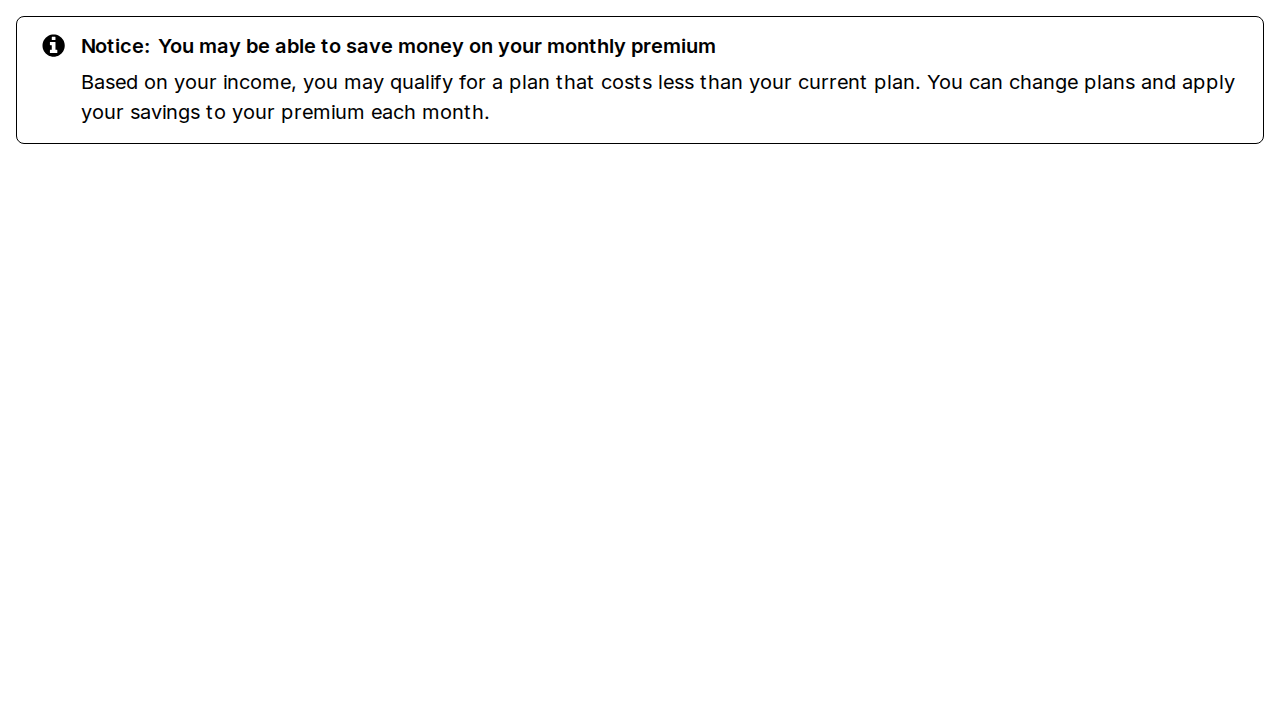 Notice: You may be able to save money on your monthly premium
Based on your income, you may qualify for a plan that costs less than your current plan. You can change plans and apply
your savings to your premium each month.